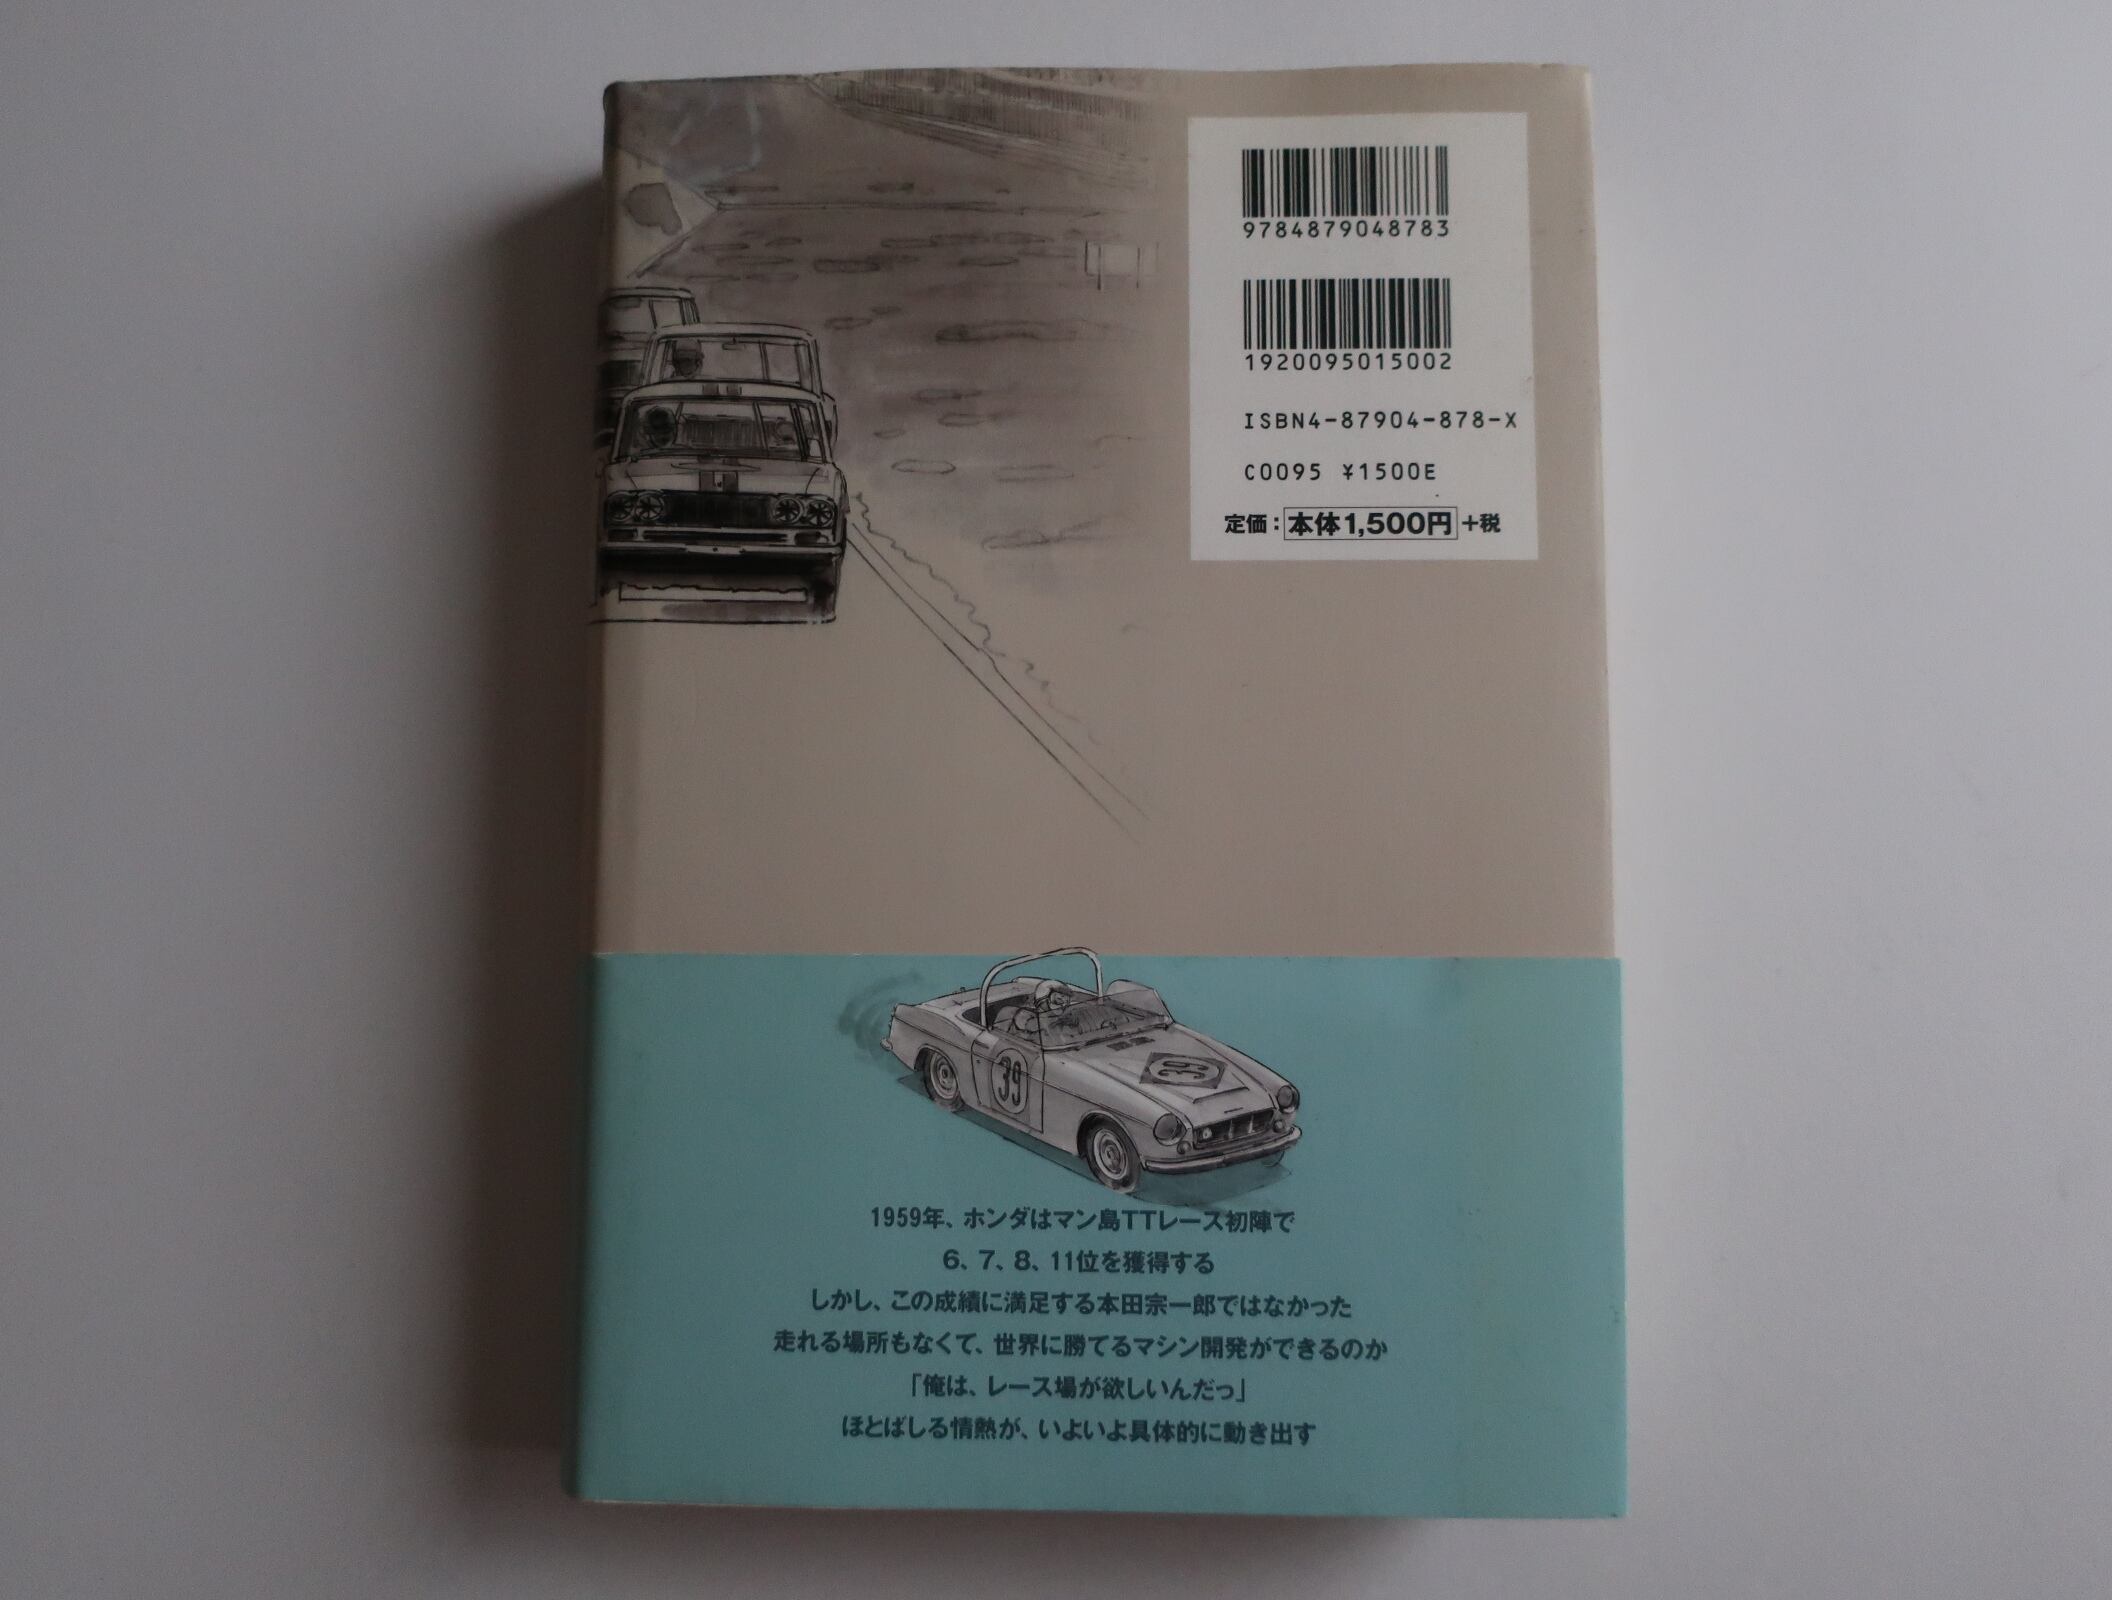 9784879048783
1920095015002
ISBN4-87904-878-X
C0095 ¥1500E
定価：本体1,500円+税
39
39
1959年、ホンダはマン島TTレース初陣で
6、7、8、11位を獲得する
しかし、この成績に満足する本田宗一郎ではなかった
走れる場所もなくて、世界に勝てるマシン開発ができるのか
「俺は、レース場が欲しいんだっ」
ほとばしる情熱が、いよいよ具体的に動き出す